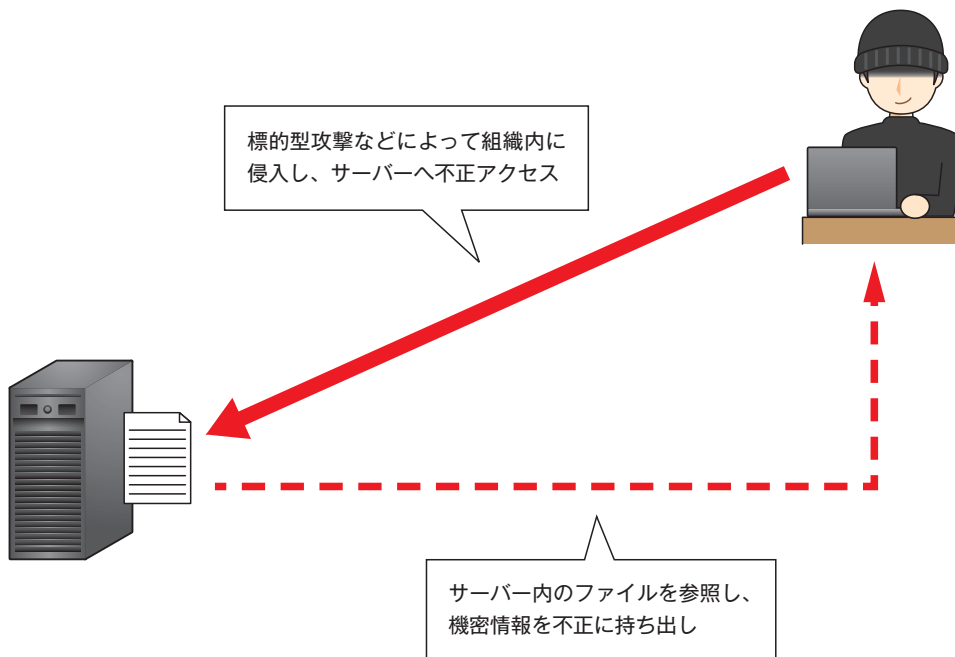 標的型攻撃などによって組織内に
侵入し、サーバーへ不正アクセス
サーバー内のファイルを参照し、
機密情報を不正に持ち出し